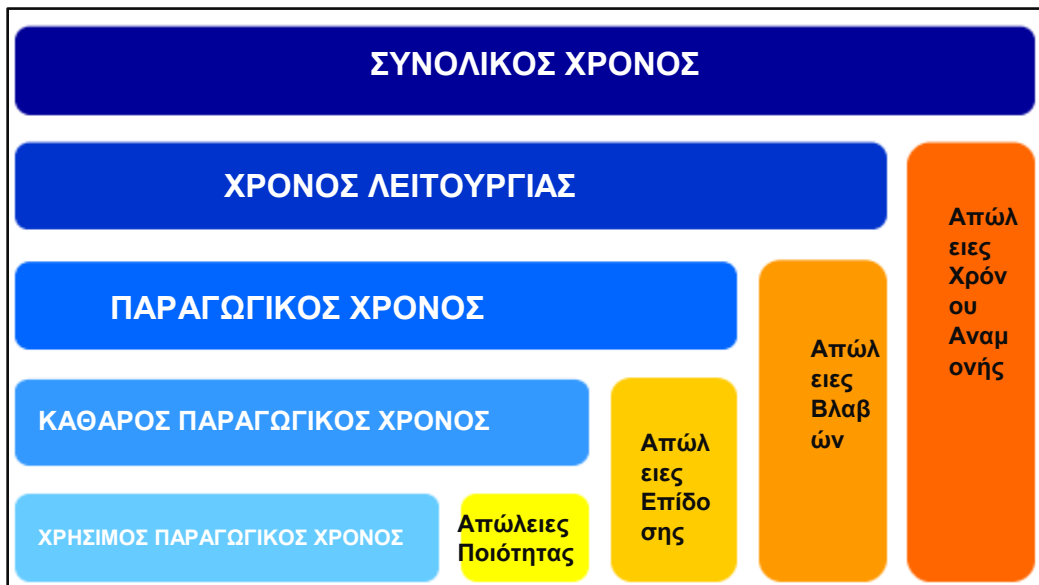 ΣΥΝΟΛΙΚΟΣ ΧΡΟΝΟΣ
ΧΡΟΝΟΣ ΛΕΙΤΟΥΡΓΙΑΣ
Απώλ
ειες
Χρόν
ου
Αναμ
ονής
ΠΑΡΑΓΩΓΙΚΟΣ ΧΡΟΝΟΣ
Απώλ
ειες
Βλαβ
ών
ΚΑΘΑΡΟΣ ΠΑΡΑΓΩΓΙΚΟΣ ΧΡΟΝΟΣ
Απώλ
ειες
Επίδο
σης
ΧΡΗΣΙΜΟΣ ΠΑΡΑΓΩΓΙΚΟΣ ΧΡΟΝΟΣ
Απώλειες
Ποιότητας